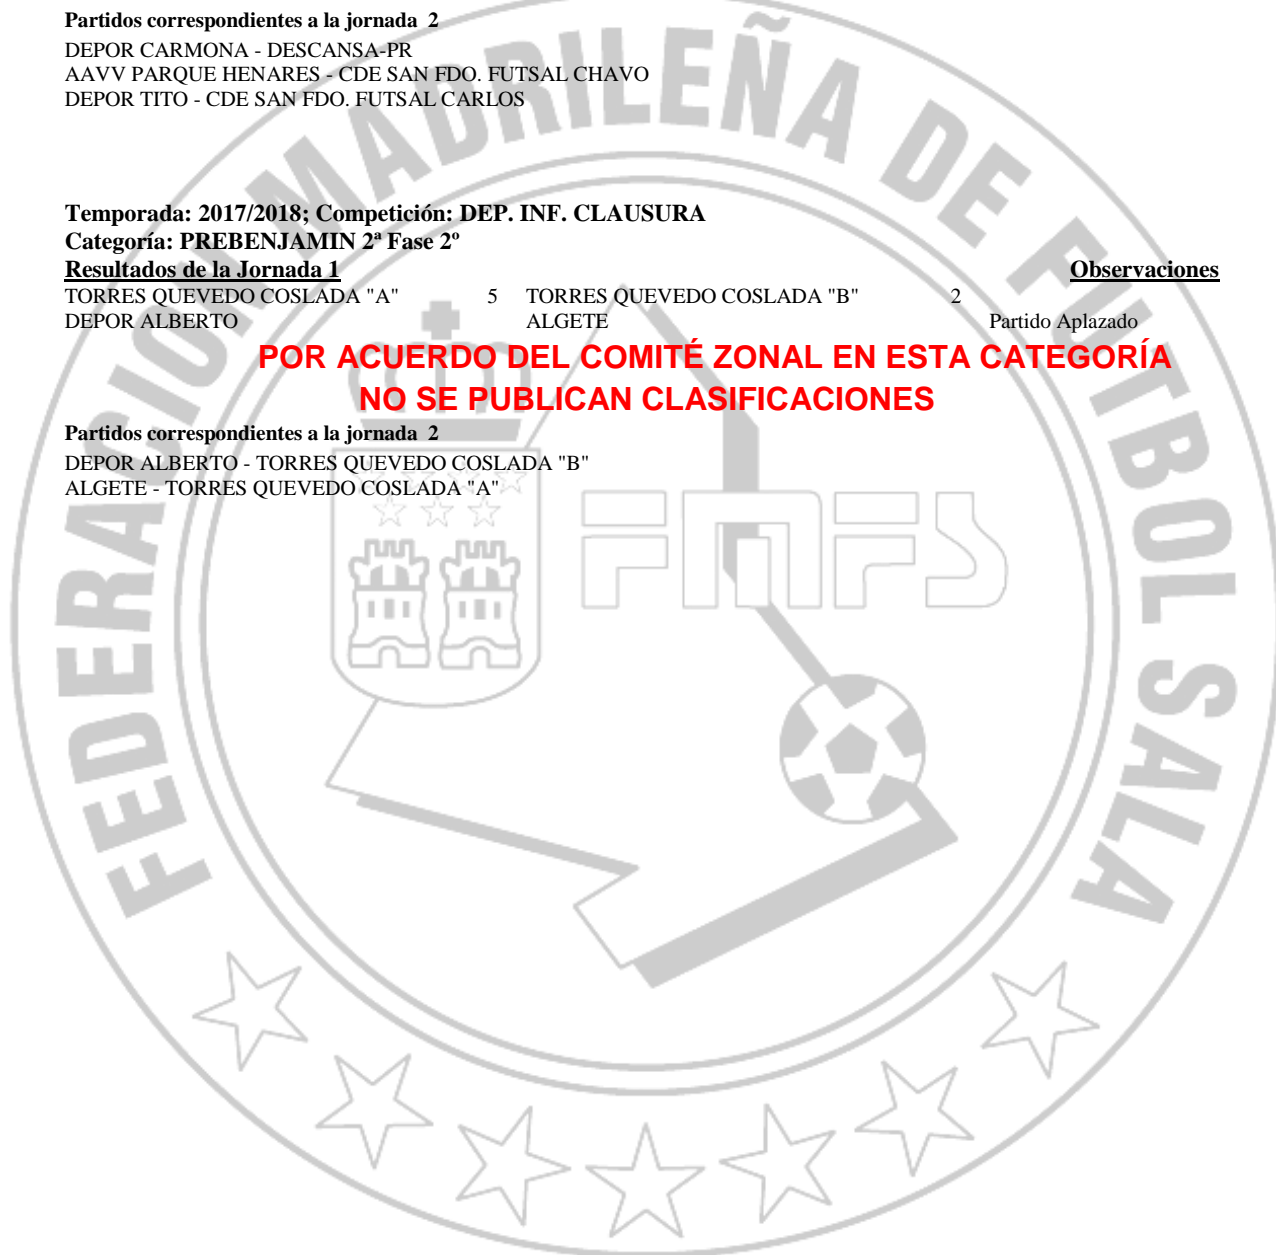 Partidos correspondientes a la jornada 2
DEPOR CARMONA - DESCANSA-PR
AAVV PARQUE HENARES - CDE SAN FDO. FUTSAL CHAVO
DEPOR TITO - CDE SAN FDO. FUTSAL CARLOS
Temporada: 2017/2018; Competición: DEP. INF. CLAUSURA
Categoría: PREBENJAMIN 2ª Fase 2º
Resultados de la Jornada 1 Observaciones
TORRES QUEVEDO COSLADA "A" 5 TORRES QUEVEDO COSLADA "B" 2
DEPOR ALBERTO ALGETE Partido Aplazado
POR ACUERDO DEL COMITÉ ZONAL EN ESTA CATEGORÍA
NO SE PUBLICAN CLASIFICACIONES
Partidos correspondientes a la jornada 2
DEPOR ALBERTO - TORRES QUEVEDO COSLADA "B"
ALGETE - TORRES QUEVEDO COSLADA "A"
FEDERACION MADRILEÑA DE FUTBOL SALA
FMFS